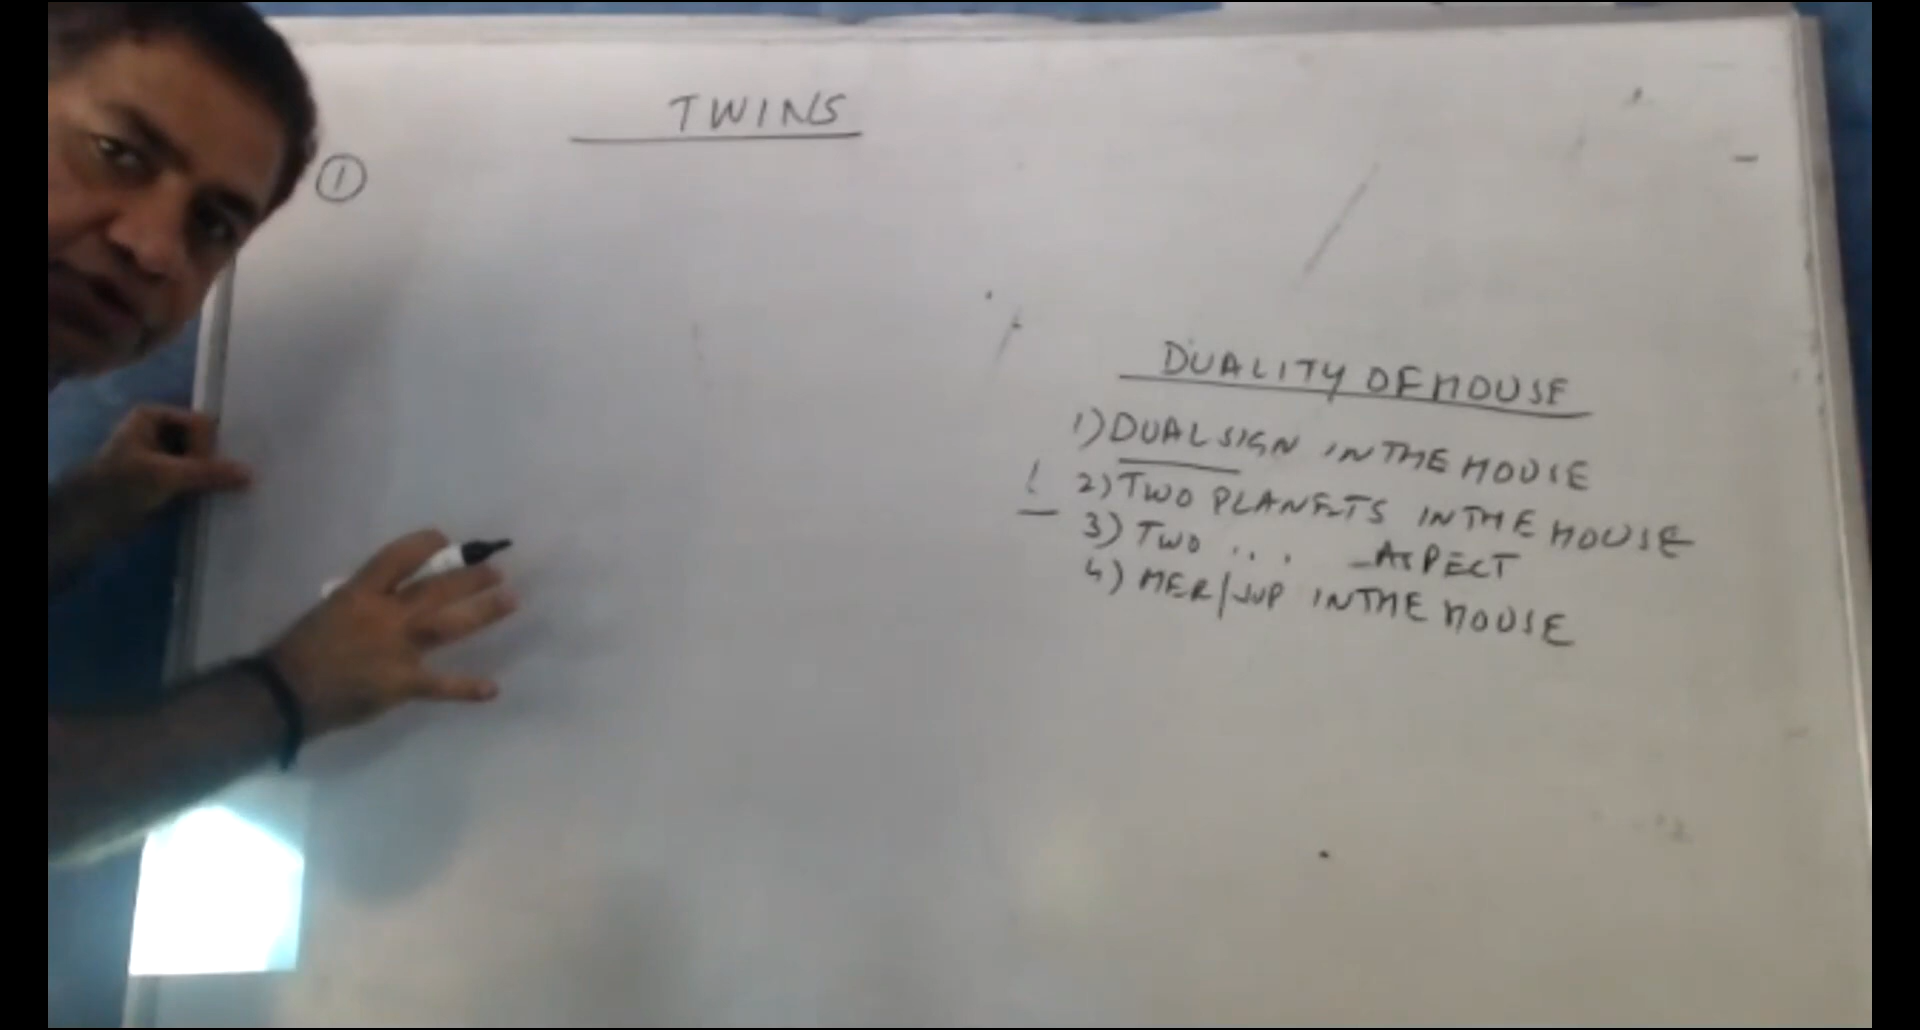 TWINS
①
DUALITY OF HOUSE
1) DUAL SIGN IN THE HOUSE
2) TWO PLANETS IN THE HOUSE
3) TWO . . . - ASPECT
4) MER/JUP IN THE HOUSE